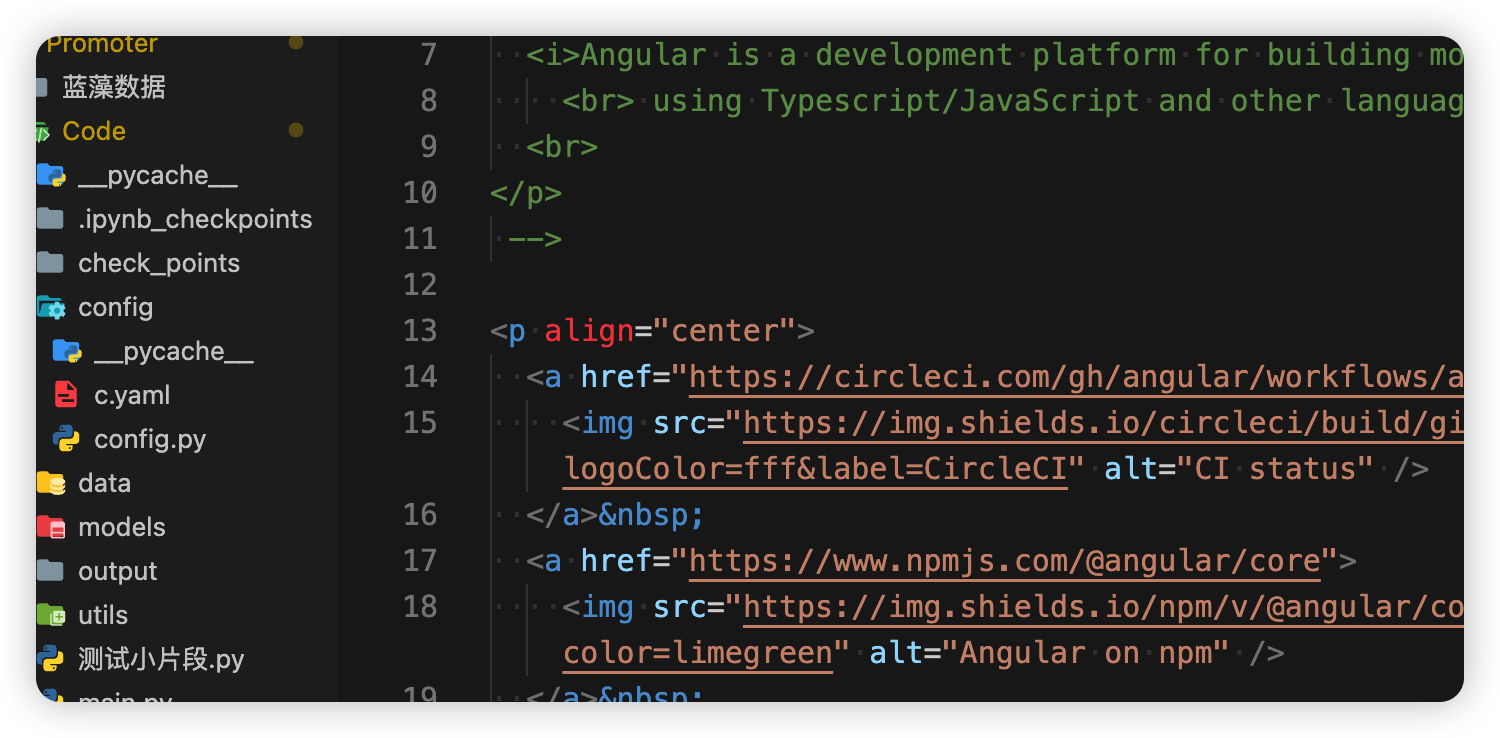 Promoter
蓝藻数据
Code
__pycache__
.ipynb_checkpoints
check_points
config
__pycache__
c.yaml
config.py
data
models
output
utils
测试小片段.py
main.py
7 <i>Angular is a development platform for building mo
8 <br> using Typescript/JavaScript and other languag
9 <br>
10 </p>
11 -->
12
13 <p align="center">
14 <a href="https://circleci.com/gh/angular/workflows/a
15 <img src="https://img.shields.io/circleci/build/gi
logoColor=fff&label=CircleCI" alt="CI status" />
16 </a>&nbsp;
17 <a href="https://www.npmjs.com/@angular/core">
18 <img src="https://img.shields.io/npm/v/@angular/co
color=limegreen" alt="Angular on npm" />
19 </a>&nbsp;